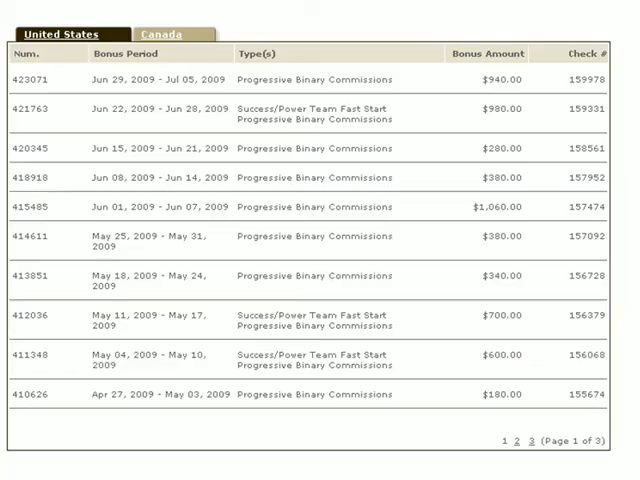 United States Canada
Num. Bonus Period Type(s) Bonus Amount Check #
423071 Jun 29, 2009 - Jul 05, 2009 Progressive Binary Commissions $940.00 159978
421763 Jun 22, 2009 - Jun 28, 2009 Success/Power Team Fast Start $980.00 159331
Progressive Binary Commissions
420345 Jun 15, 2009 - Jun 21, 2009 Progressive Binary Commissions $280.00 158561
418918 Jun 08, 2009 - Jun 14, 2009 Progressive Binary Commissions $380.00 157952
415485 Jun 01, 2009 - Jun 07, 2009 Progressive Binary Commissions $1,060.00 157474
414611 May 25, 2009 - May 31, Progressive Binary Commissions $380.00 157092
2009
413851 May 18, 2009 - May 24, Progressive Binary Commissions $340.00 156728
2009
412036 May 11, 2009 - May 17, Success/Power Team Fast Start $700.00 156379
2009 Progressive Binary Commissions
411348 May 04, 2009 - May 10, Success/Power Team Fast Start $600.00 156068
2009 Progressive Binary Commissions
410626 Apr 27, 2009 - May 03, 2009 Progressive Binary Commissions $180.00 155674
1 2 3 (Page 1 of 3)